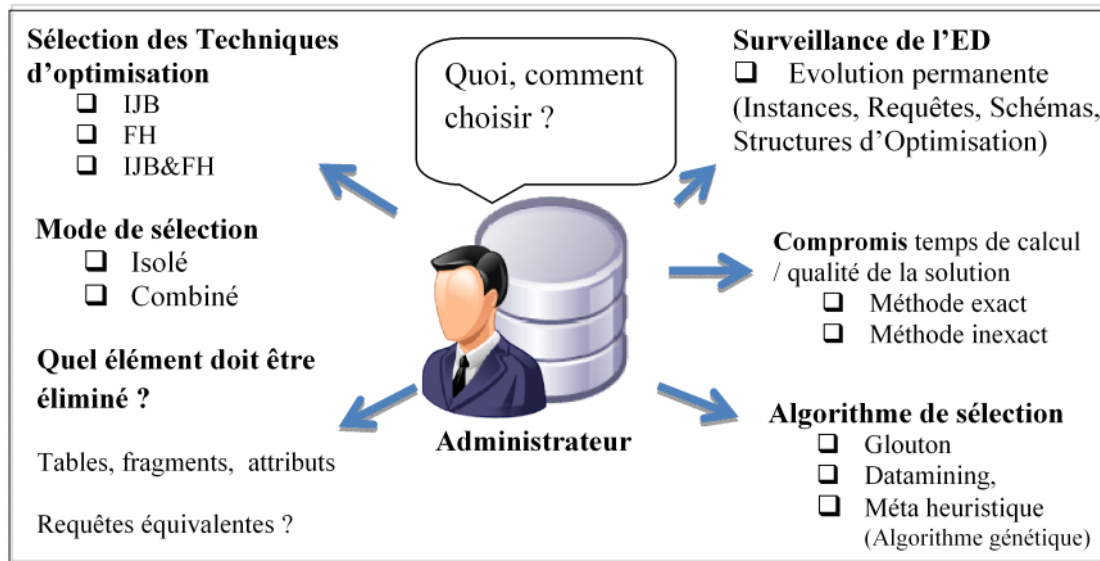 Sélection des Techniques
d'optimisation
IJB
FH
IJB&FH
Mode de sélection
Isolé
Combiné
Quel élément doit être
éliminé ?
Tables, fragments, attributs
Requêtes équivalentes ?
Quoi, comment
choisir ?
Administrateur
Surveillance de l'ED
Evolution permanente
(Instances, Requêtes, Schémas,
Structures d'Optimisation)
Compromis temps de calcul
/ qualité de la solution
Méthode exact
Méthode inexact
Algorithme de sélection
Glouton
Datamining,
Méta heuristique
(Algorithme génétique)